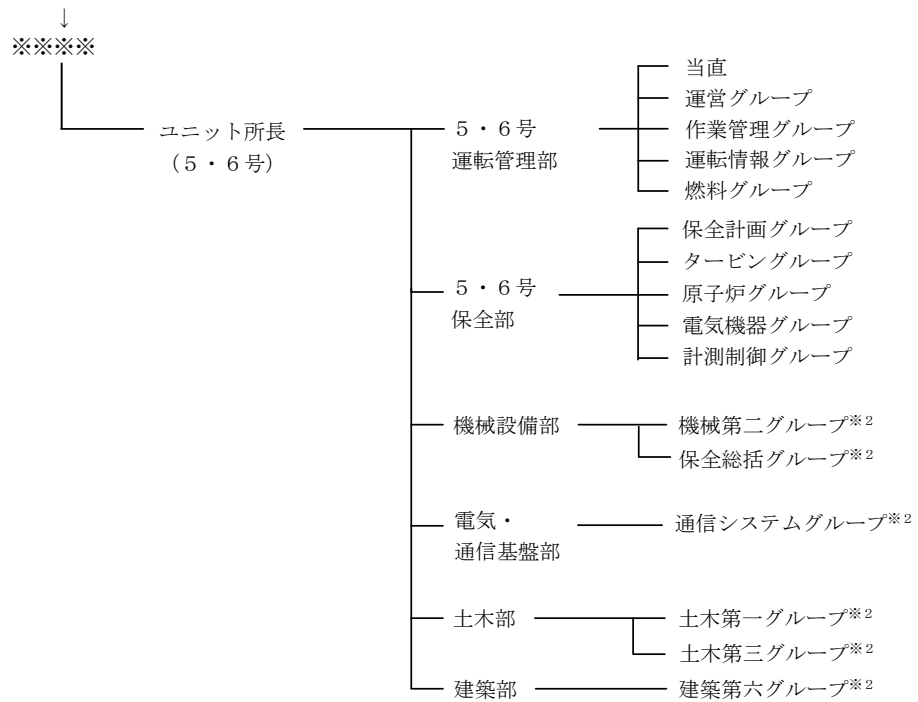 ↓
※※※※
ユニット所長
(5・6号)
5・6号
運転管理部
当直
運営グループ
作業管理グループ
運転情報グループ
燃料グループ
5・6号
保全部
保全計画グループ
タービングループ
原子炉グループ
電気機器グループ
計測制御グループ
機械設備部
機械第二グループ※2
保全総括グループ※2
電気・
通信基盤部
通信システムグループ※2
土木部
土木第一グループ※2
土木第三グループ※2
建築部
建築第六グループ※2